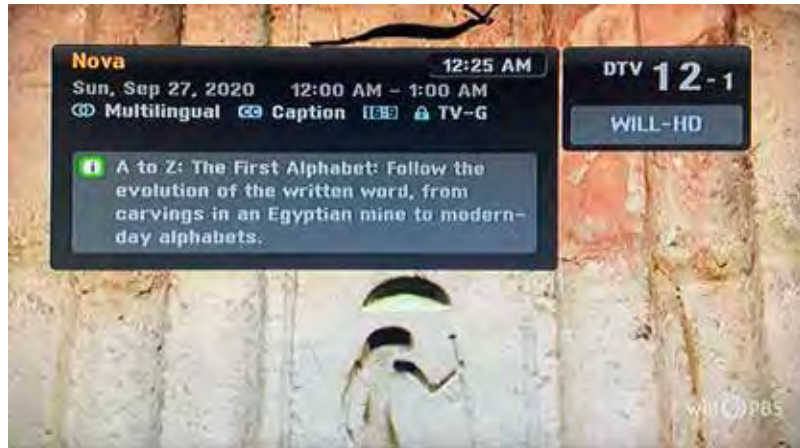 Nova
12:25 AM
Sun, Sep 27, 2020 12:00 AM – 1:00 AM
Multilingual CC Caption 16:9 TV-G
i A to Z: The First Alphabet: Follow the
evolution of the written word, from
carvings in an Egyptian mine to modern-
day alphabets.
DTV 12-1
WILL-HD
will PBS